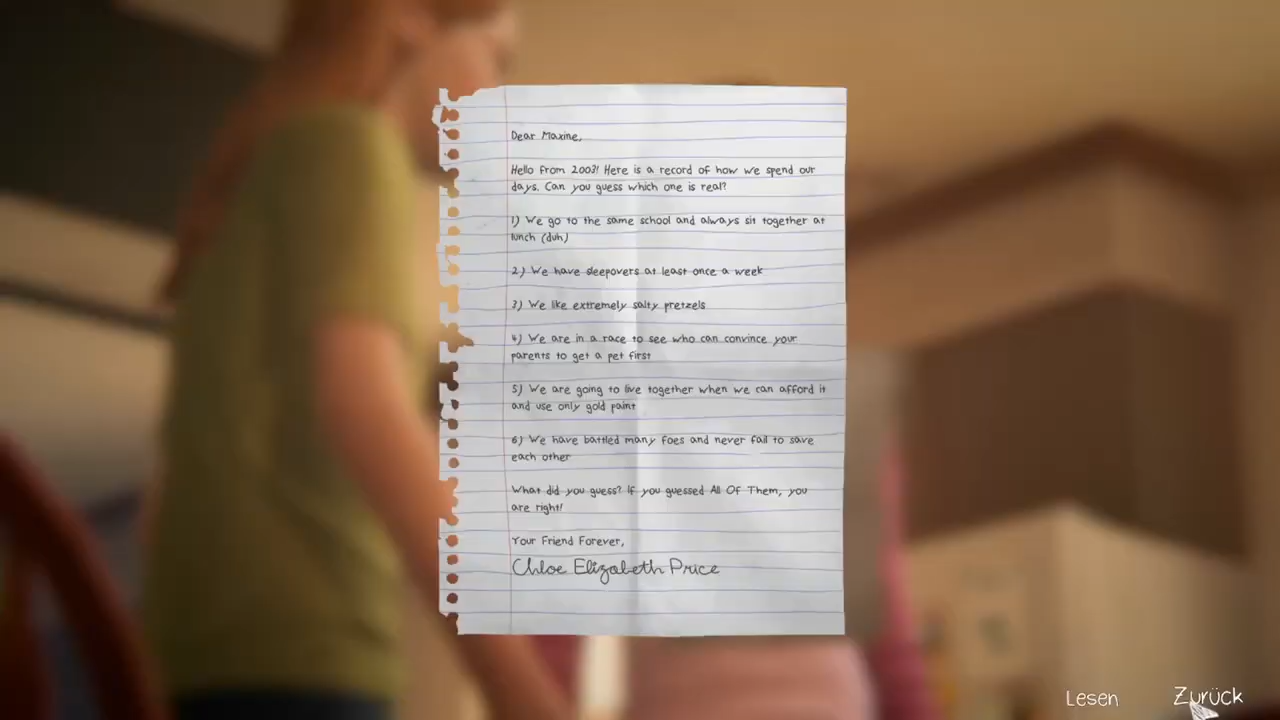 Dear Maxine,
Hello from 2003! Here is a record of how we spend our
days. Can you guess which one is real?
1) We go to the same school and always sit together at
lunch (duh)
2) We have sleepovers at least once a week
3) We like extremely salty pretzels
4) We are in a race to see who can convince your
parents to get a pet first
5) We are going to live together when we can afford it
and use only gold paint
6) We have battled many foes and never fail to save
each other
What did you guess? If you guessed All Of Them, you
are right!
Your Friend Forever,
Chloe Elizabeth Price
Lesen
Zurück